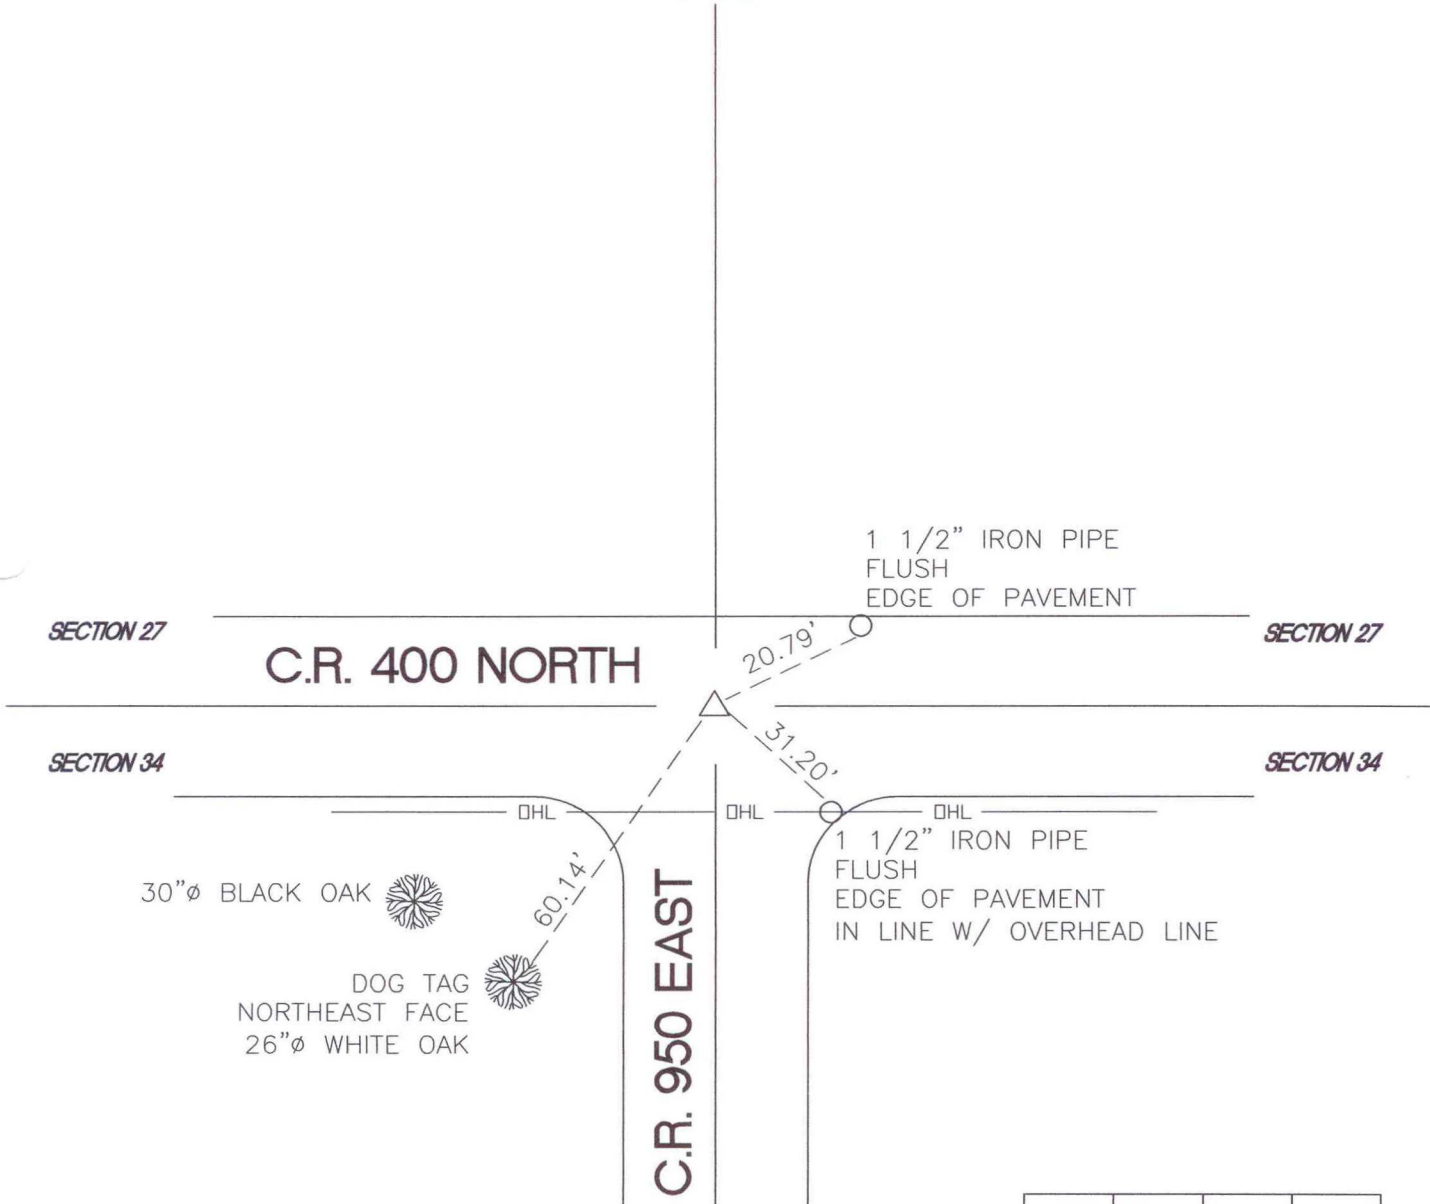 1 1/2" IRON PIPE
FLUSH
EDGE OF PAVEMENT
SECTION 27
SECTION 27
C.R. 400 NORTH
20.79'
31.20'
SECTION 34
SECTION 34
OHL
OHL
OHL
1 1/2" IRON PIPE
FLUSH
EDGE OF PAVEMENT
IN LINE W/ OVERHEAD LINE
60.14'
30"ø BLACK OAK
DOG TAG
NORTHEAST FACE
26"ø WHITE OAK
C.R. 950 EAST